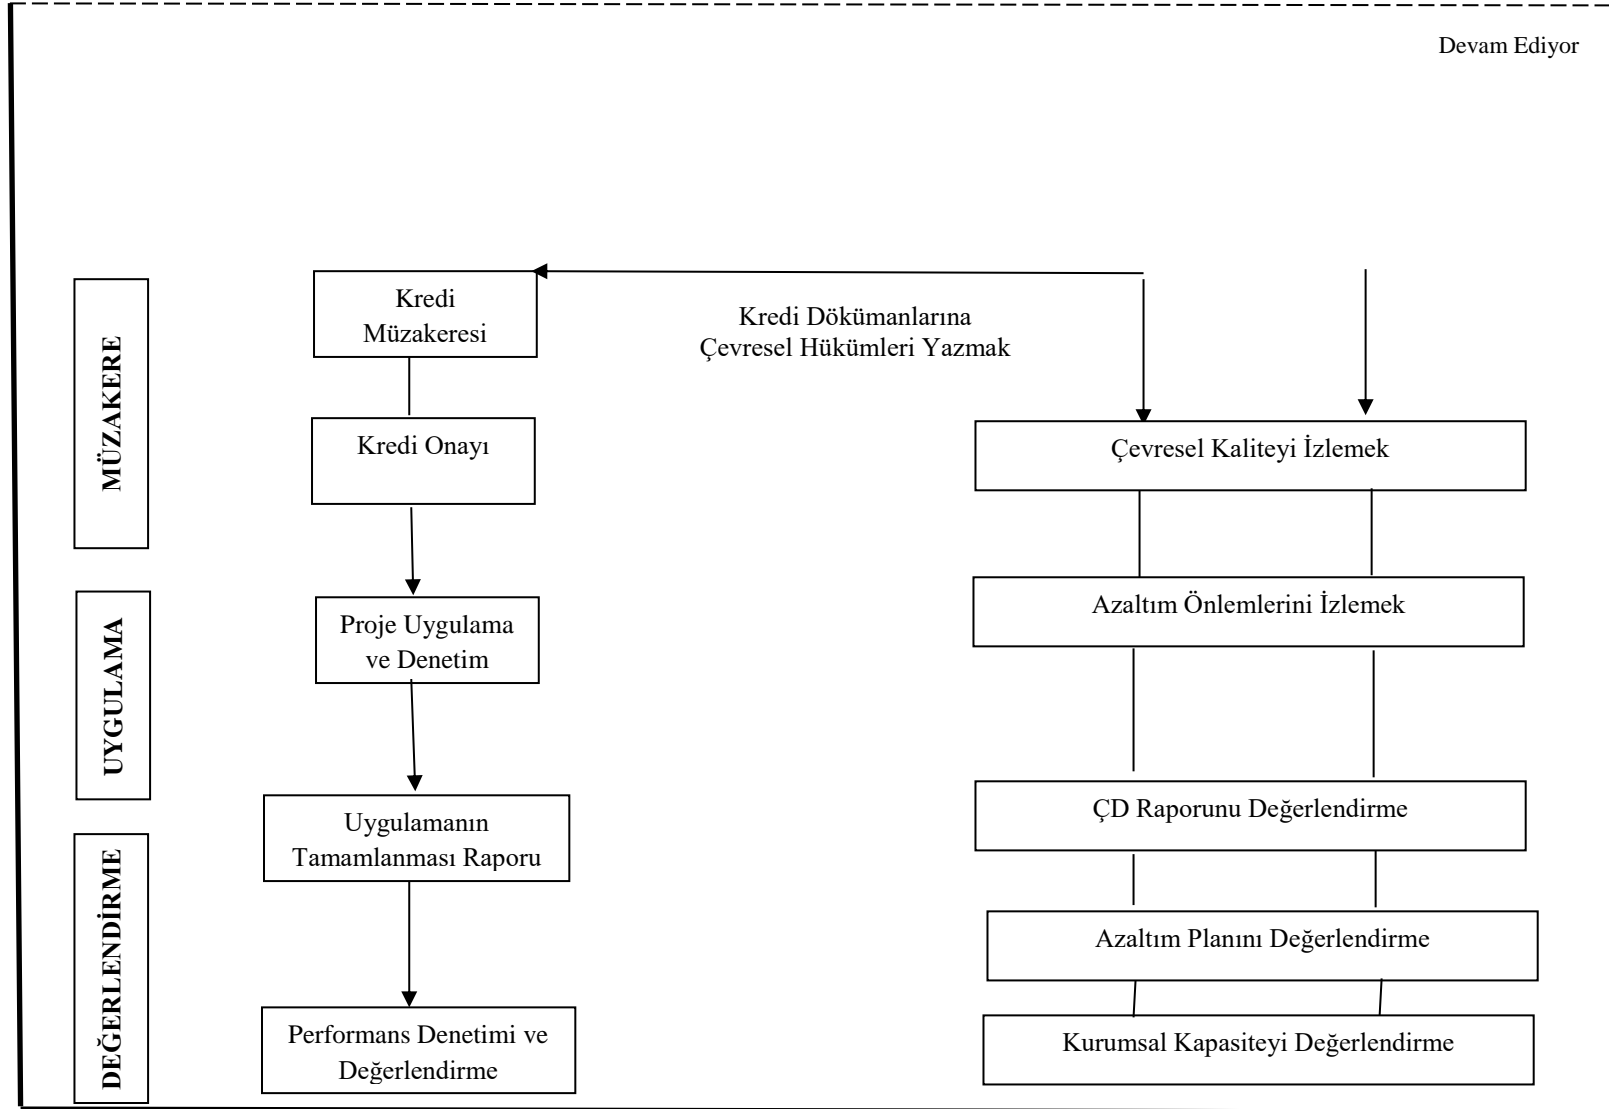 Devam Ediyor
MÜZAKERE
Kredi
Müzakeresi
Kredi Dökümanlarına
Çevresel Hükümleri Yazmak
Kredi Onayı
Çevresel Kaliteyi İzlemek
UYGULAMA
Proje Uygulama
ve Denetim
Azaltım Önlemlerini İzlemek
Uygulamanın
Tamamlanması Raporu
ÇD Raporunu Değerlendirme
DEĞERLENDİRME
Azaltım Planını Değerlendirme
Performans Denetimi ve
Değerlendirme
Kurumsal Kapasiteyi Değerlendirme